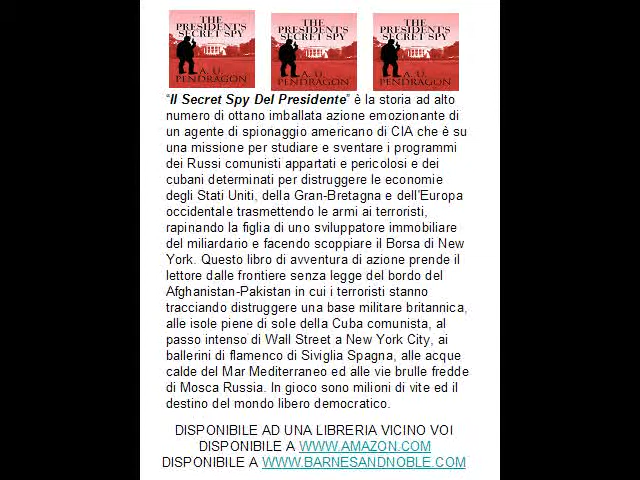 THE PRESIDENT'S SECRET SPY
A. U. PENDRAGON
THE PRESIDENT'S SECRET SPY
A. U. PENDRAGON
THE PRESIDENT'S SECRET SPY
A. U. PENDRAGON
"Il Secret Spy Del Presidente" è la storia ad alto
numero di ottano imballata azione emozionante di
un agente di spionaggio americano di CIA che è su
una missione per studiare e sventare i programmi
dei Russi comunisti appartati e pericolosi e dei
cubani determinati per distruggere le economie
degli Stati Uniti, della Gran-Bretagna e dell'Europa
occidentale trasmettendo le armi ai terroristi,
rapinando la figlia di uno sviluppatore immobiliare
del miliardario e facendo scoppiare il Borsa di New
York. Questo libro di avventura di azione prende il
lettore dalle frontiere senza legge del bordo del
Afghanistan-Pakistan in cui i terroristi stanno
tracciando distruggere una base militare britannica,
alle isole piene di sole della Cuba comunista, al
passo intenso di Wall Street a New York City, ai
ballerini di flamenco di Siviglia Spagna, alle acque
calde del Mar Mediterraneo ed alle vie brulle fredde
di Mosca Russia. In gioco sono milioni di vite ed il
destino del mondo libero democratico.
DISPONIBILE AD UNA LIBRERIA VICINO VOI
DISPONIBILE A WWW.AMAZON.COM
DISPONIBILE A WWW.BARNESANDNOBLE.COM